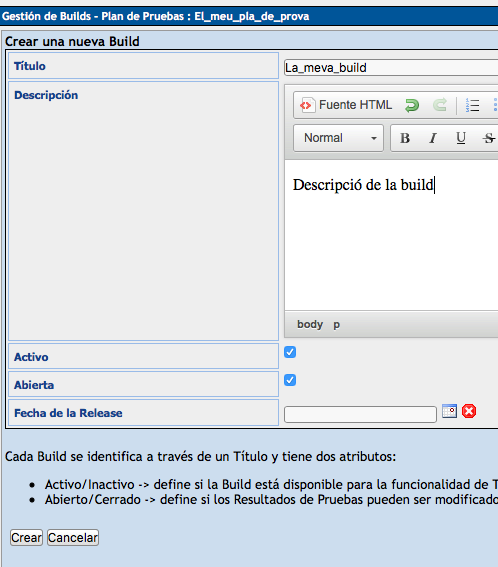 Gestión de Builds - Plan de Pruebas : El_meu_pla_de_prova
Crear una nueva Build
Título
La_meva_build
Descripción
Fuente HTML
Normal
B I U S
Descripció de la build
body p
Activo
Abierta
Fecha de la Release
Cada Build se identifica a través de un Título y tiene dos atributos:
Activo/Inactivo -> define si la Build está disponible para la funcionalidad de
Abierto/Cerrado -> define si los Resultados de Pruebas pueden ser
Crear Cancelar